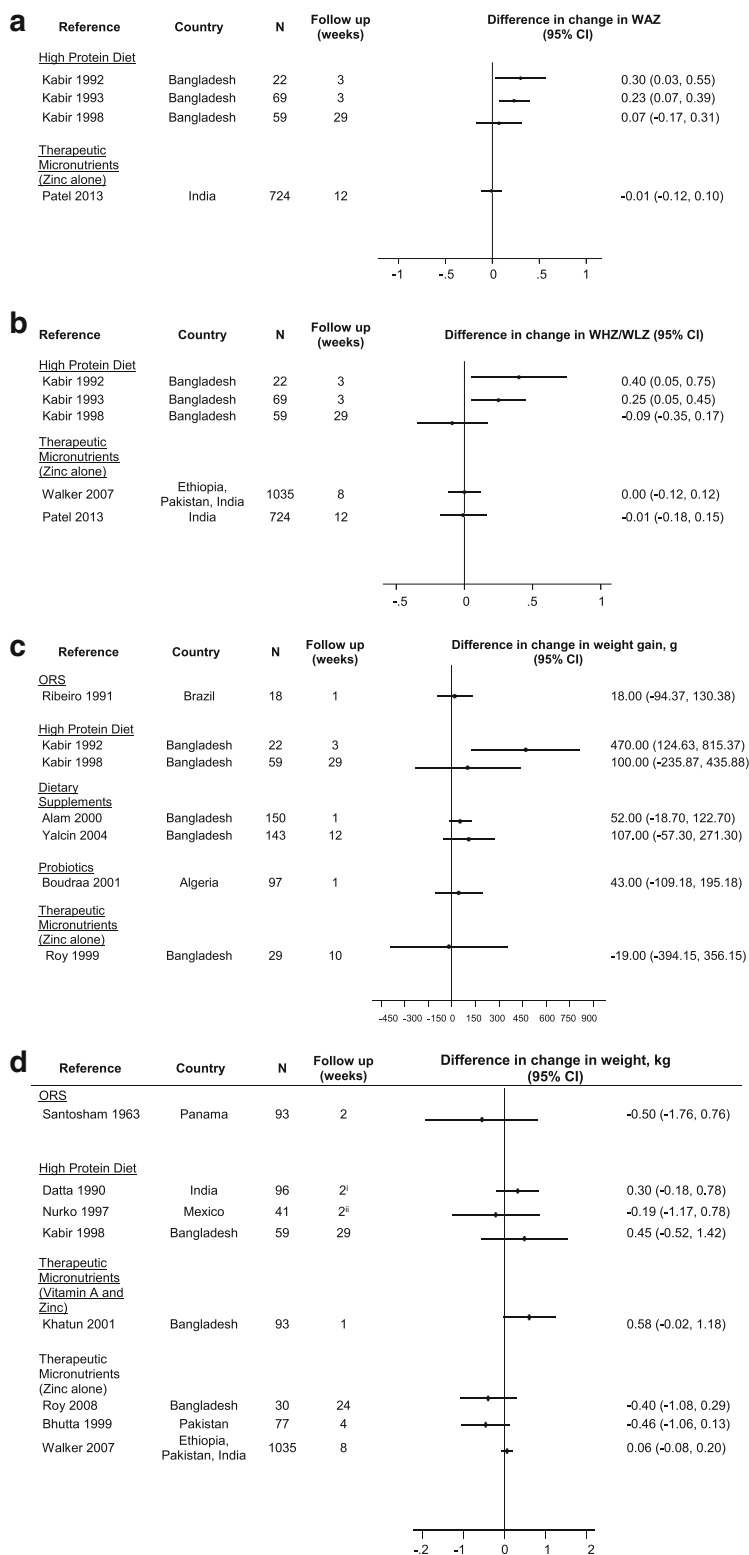 a
Reference Country N Follow up (weeks) Difference in change in WAZ (95% CI)
High Protein Diet
Kabir 1992 Bangladesh 22 3 0.30 (0.03, 0.55)
Kabir 1993 Bangladesh 69 3 0.23 (0.07, 0.39)
Kabir 1998 Bangladesh 59 29 0.07 (-0.17, 0.31)
Therapeutic
Micronutrients
(Zinc alone)
Patel 2013 India 724 12 -0.01 (-0.12, 0.10)
-1 -.5 0 .5 1
b
Reference Country N Follow up (weeks) Difference in change in WHZ/WLZ (95% CI)
High Protein Diet
Kabir 1992 Bangladesh 22 3 0.40 (0.05, 0.75)
Kabir 1993 Bangladesh 69 3 0.25 (0.05, 0.45)
Kabir 1998 Bangladesh 59 29 -0.09 (-0.35, 0.17)
Therapeutic
Micronutrients
(Zinc alone)
Walker 2007 Ethiopia, Pakistan, India 1035 8 0.00 (-0.12, 0.12)
Patel 2013 India 724 12 -0.01 (-0.18, 0.15)
-.5 0 .5 1
c
Reference Country N Follow up (weeks) Difference in change in weight gain, g (95% CI)
ORS
Ribeiro 1991 Brazil 18 1 18.00 (-94.37, 130.38)
High Protein Diet
Kabir 1992 Bangladesh 22 3 470.00 (124.63, 815.37)
Kabir 1998 Bangladesh 59 29 100.00 (-235.87, 435.88)
Dietary
Supplements
Alam 2000 Bangladesh 150 1 52.00 (-18.70, 122.70)
Yalcin 2004 Bangladesh 143 12 107.00 (-57.30, 271.30)
Probiotics
Boudraa 2001 Algeria 97 1 43.00 (-109.18, 195.18)
Therapeutic
Micronutrients
(Zinc alone)
Roy 1999 Bangladesh 29 10 -19.00 (-394.15, 356.15)
-450 -300 -150 0 150 300 450 600 750 900
d
Reference Country N Follow up (weeks) Difference in change in weight, kg (95% CI)
ORS
Santosham 1963 Panama 93 2 -0.50 (-1.76, 0.76)
High Protein Diet
Datta 1990 India 96 2ⁱ 0.30 (-0.18, 0.78)
Nurko 1997 Mexico 41 2ⁱⁱ -0.19 (-1.17, 0.78)
Kabir 1998 Bangladesh 59 29 0.45 (-0.52, 1.42)
Therapeutic
Micronutrients
(Vitamin A and
Zinc)
Khatun 2001 Bangladesh 93 1 0.58 (-0.02, 1.18)
Therapeutic
Micronutrients
(Zinc alone)
Roy 2008 Bangladesh 30 24 -0.40 (-1.08, 0.29)
Bhutta 1999 Pakistan 77 4 -0.46 (-1.06, 0.13)
Walker 2007 Ethiopia, Pakistan, India 1035 8 0.06 (-0.08, 0.20)
-.2 -1 0 1 2